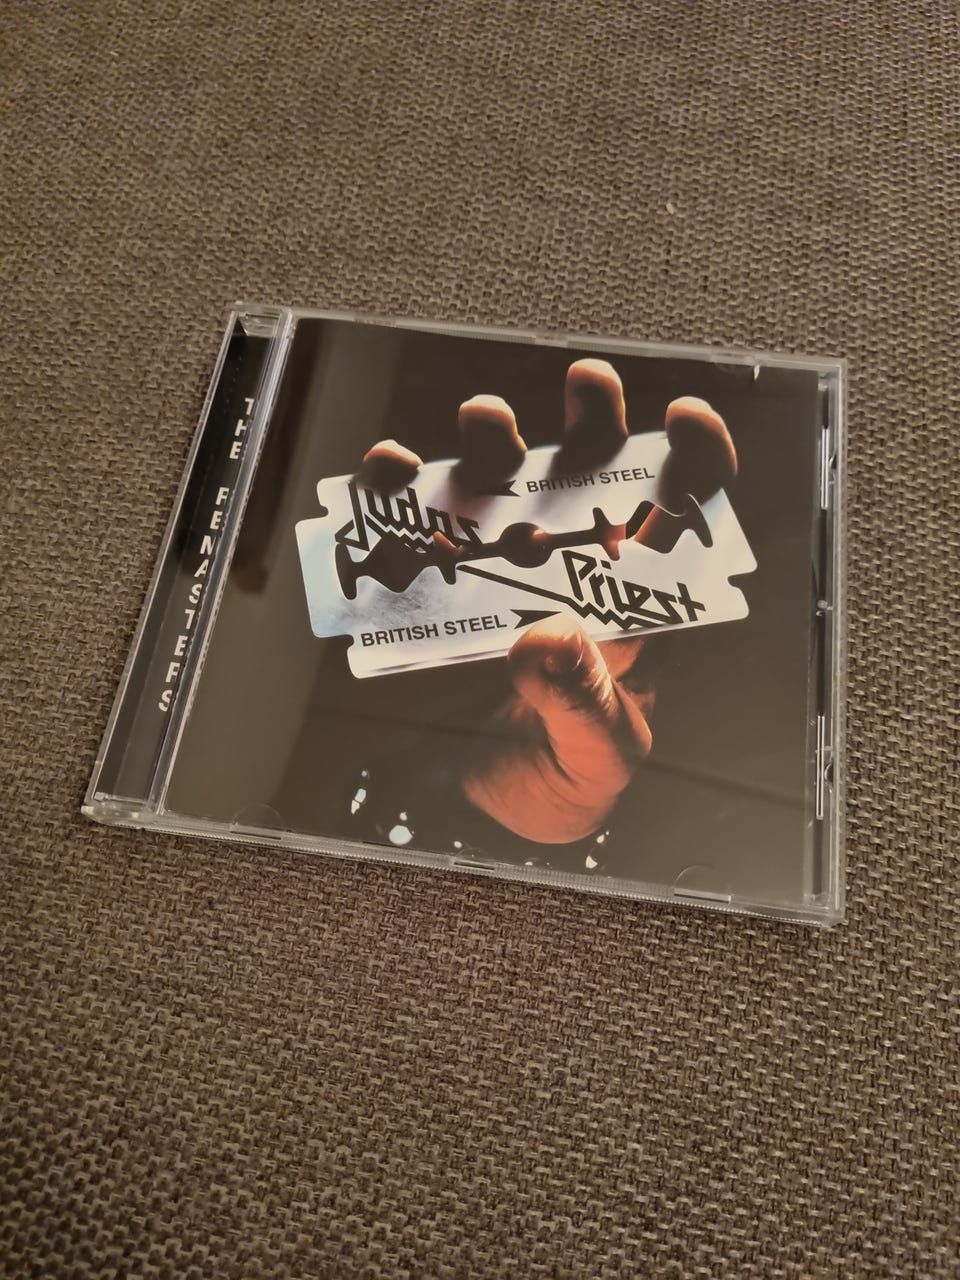 THE REMASTERS
BRITISH STEEL
Judas
Priest
BRITISH STEEL